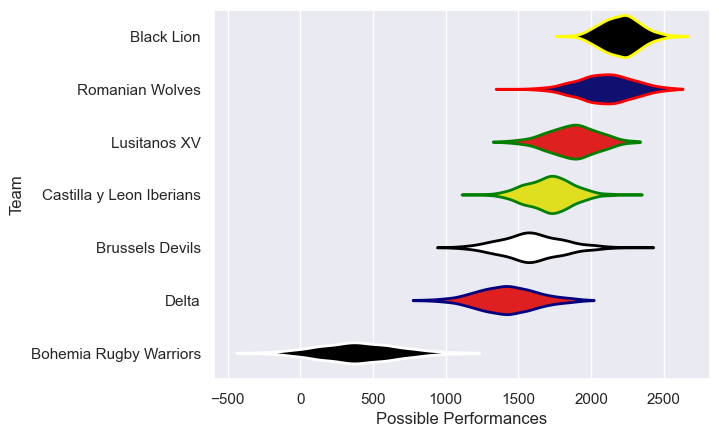 Black Lion
Romanian Wolves
Lusitanos XV
Castilla y Leon Iberians
Brussels Devils
Delta
Bohemia Rugby Warriors
Team
−500 0 500 1000 1500 2000 2500
Possible Performances